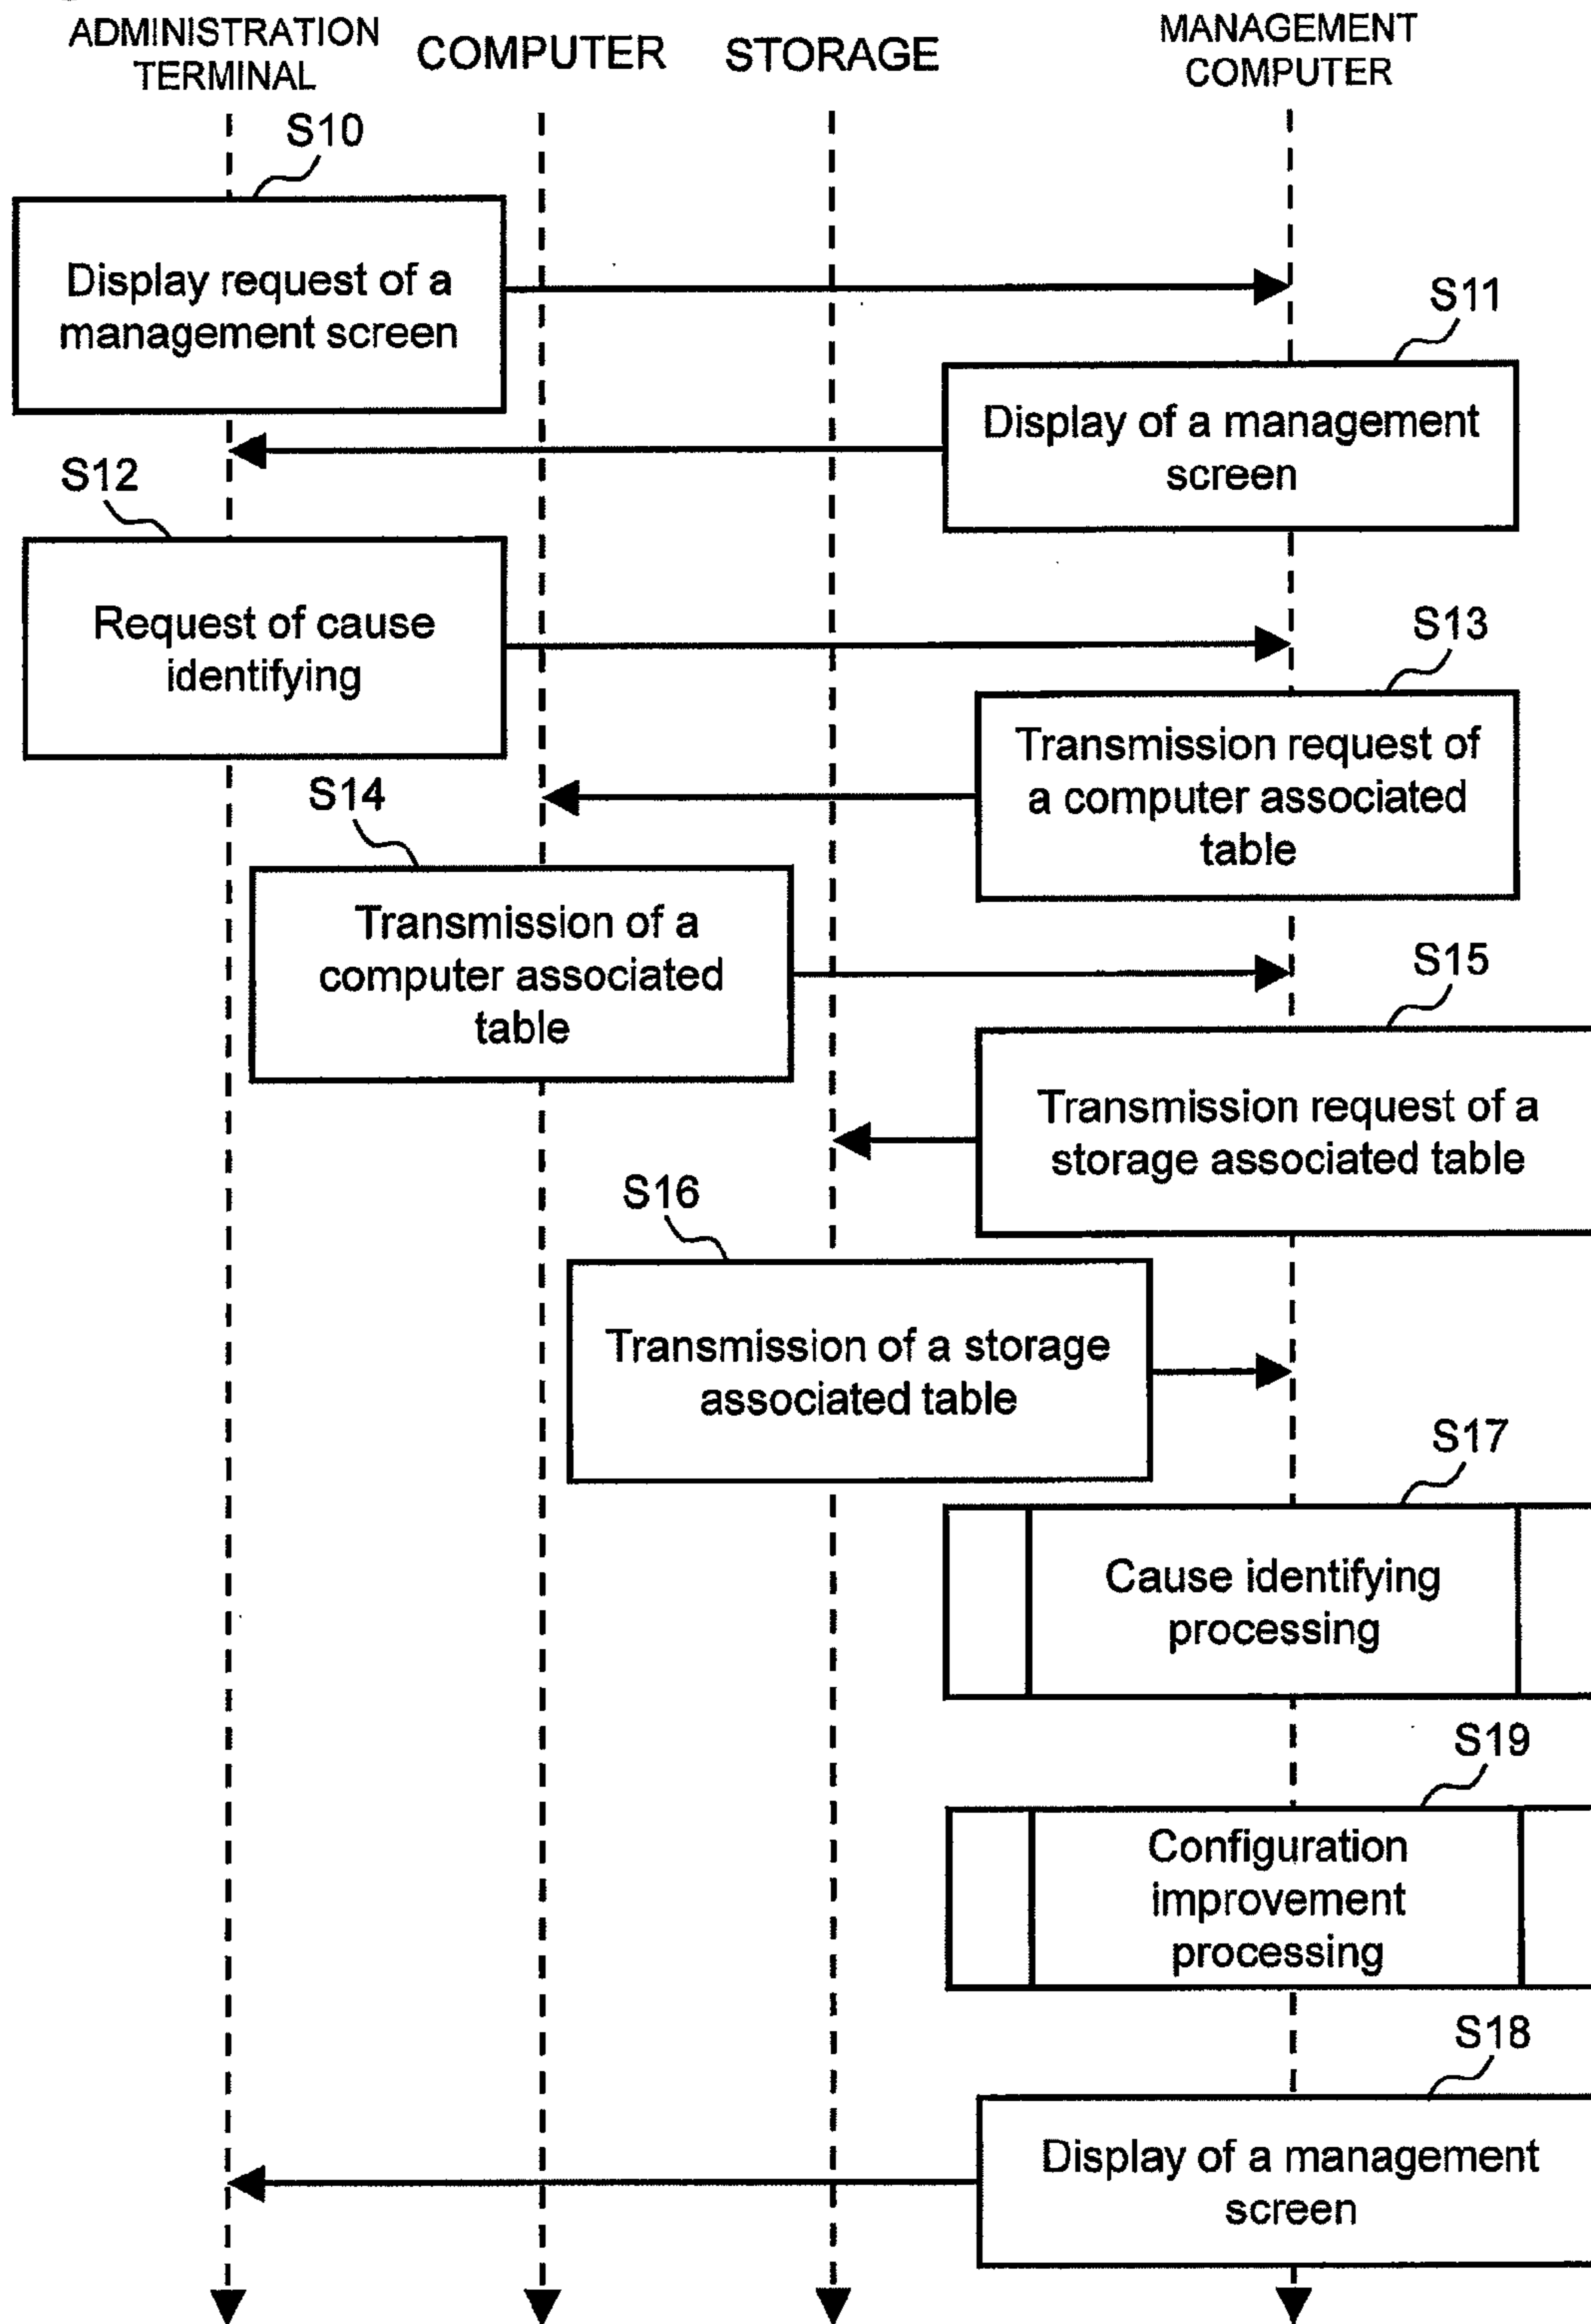 ADMINISTRATION
TERMINAL
COMPUTER
STORAGE
MANAGEMENT
COMPUTER
S10
Display request of a
management screen
S11
Display of a management
screen
S12
Request of cause
identifying
S13
Transmission request of
a computer associated
table
S14
Transmission of a
computer associated
table
S15
Transmission request of a
storage associated table
S16
Transmission of a storage
associated table
S17
Cause identifying
processing
S19
Configuration
improvement
processing
S18
Display of a management
screen